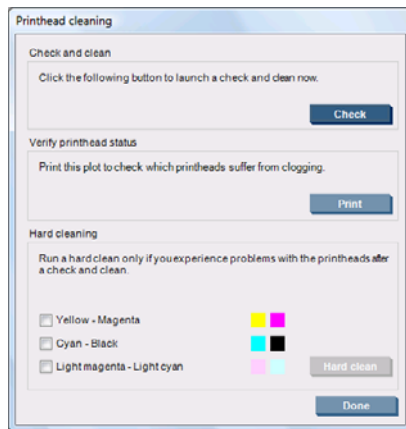 Printhead cleaning
Check and clean
Click the following button to launch a check and clean now.
Check
Verify printhead status
Print this plot to check which printheads suffer from clogging.
Print
Hard cleaning
Run a hard clean only if you experience problems with the printheads after
a check and clean.
Yellow - Magenta
Cyan - Black
Light magenta - Light cyan
Hard clean
Done